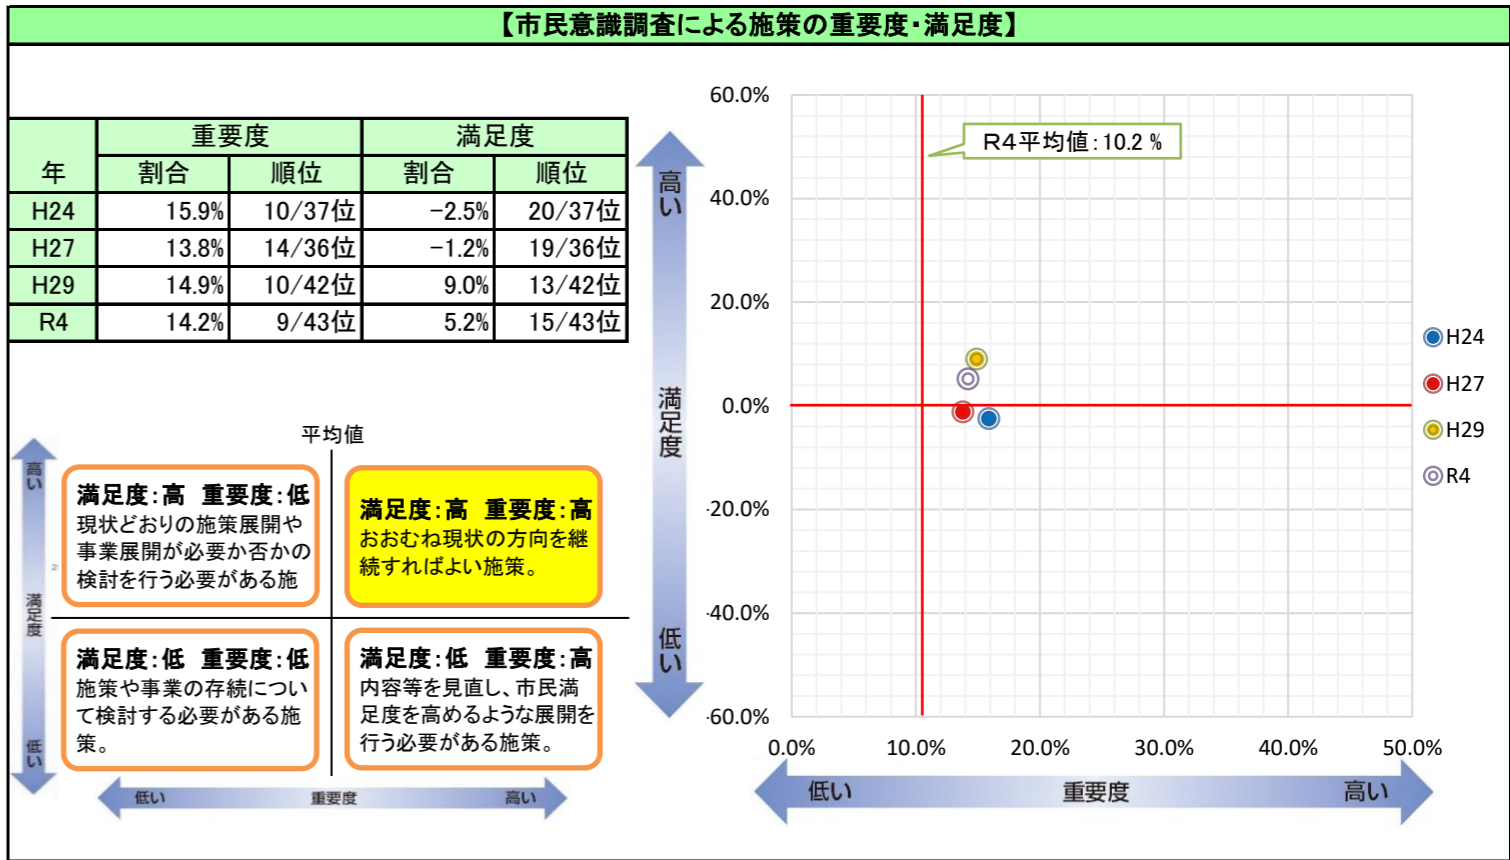 【市民意識調査による施策の重要度・満足度】
年 重要度 満足度
割合 順位 割合 順位
H24 15.9% 10/37位 -2.5% 20/37位
H27 13.8% 14/36位 -1.2% 19/36位
H29 14.9% 10/42位 9.0% 13/42位
R4 14.2% 9/43位 5.2% 15/43位
平均値
高い
満足度
低い
満足度:高 重要度:低
現状どおりの施策展開や
事業展開が必要か否かの
検討を行う必要がある施
満足度:高 重要度:高
おおむね現状の方向を継
続すればよい施策。
満足度:低 重要度:低
施策や事業の存続につい
て検討する必要がある施
策。
満足度:低 重要度:高
内容等を見直し、市民満
足度を高めるような展開を
行う必要がある施策。
低い 重要度 高い
高い
満足度
低い
60.0%
40.0%
20.0%
0.0%
-20.0%
-40.0%
-60.0%
R4平均値:10.2 %
0.0% 10.0% 20.0% 30.0% 40.0% 50.0%
低い 重要度 高い
H24
H27
H29
R4